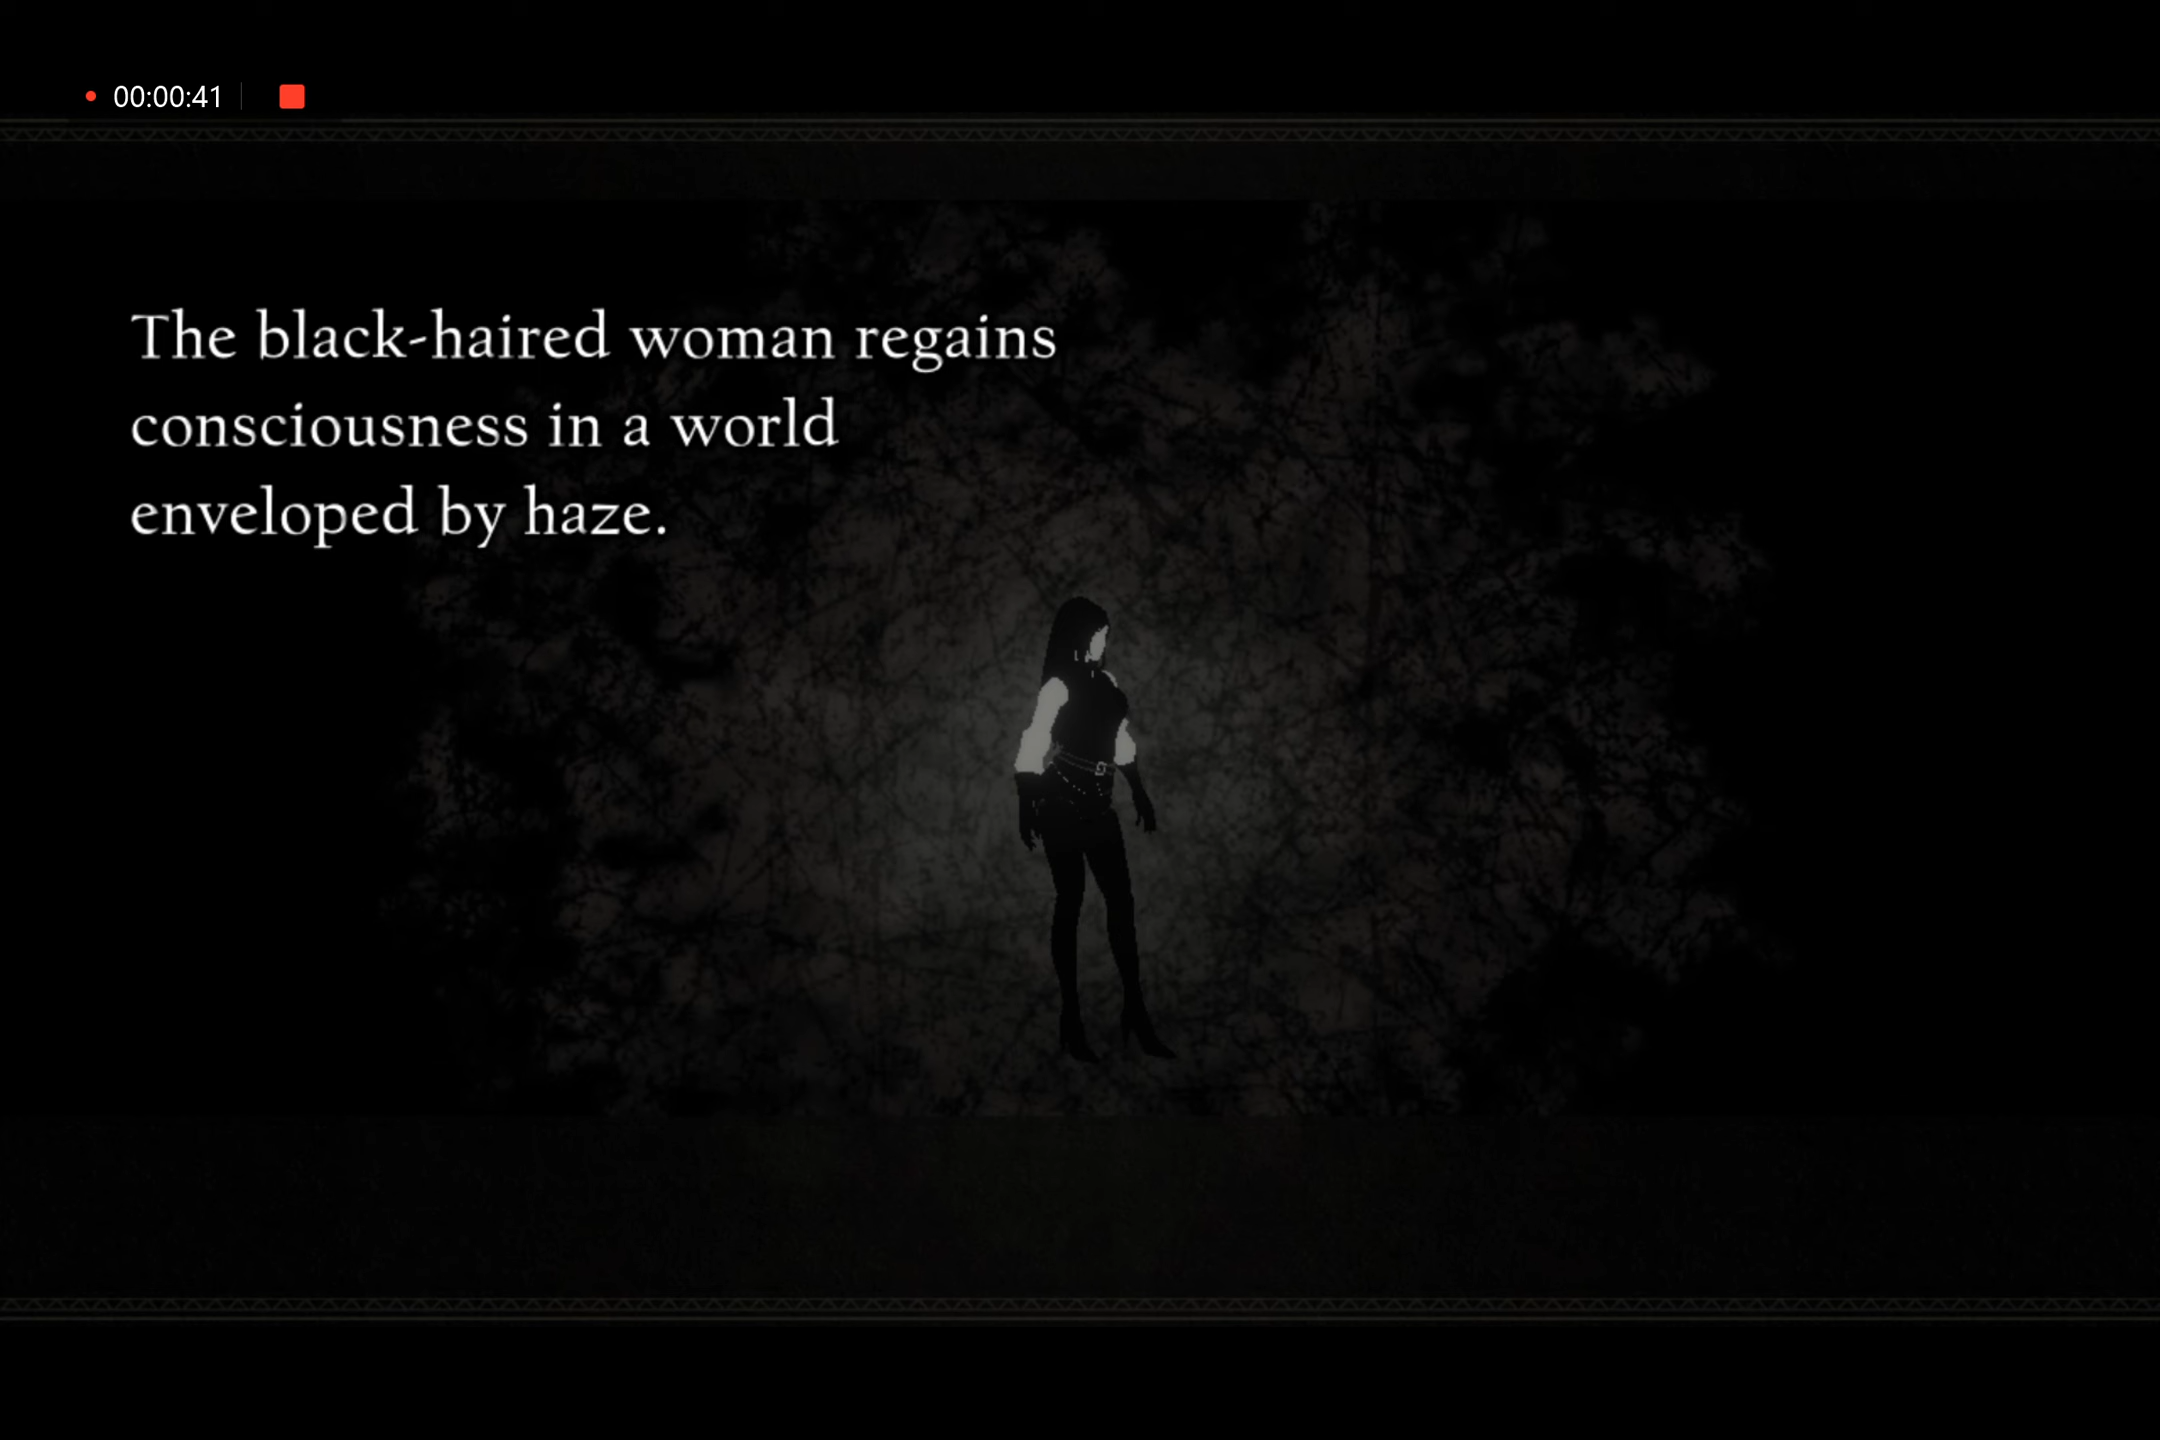 00:00:41
The black-haired woman regains
consciousness in a world
enveloped by haze.